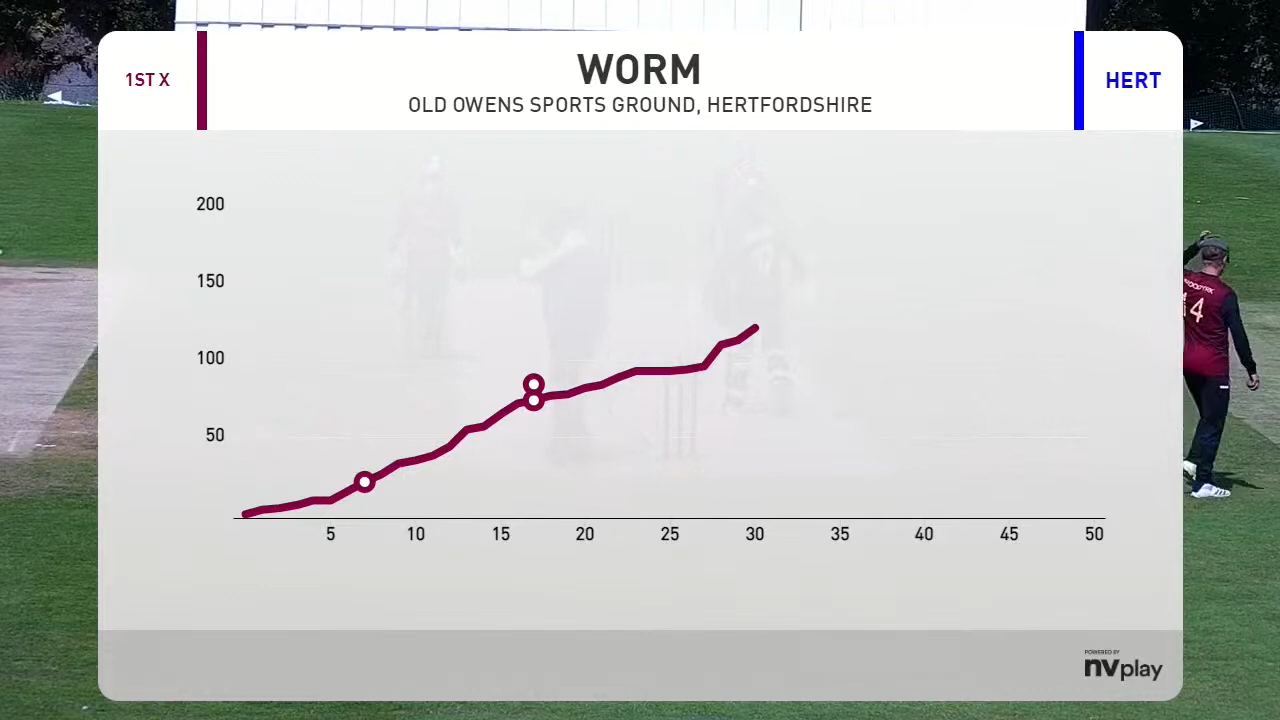 1ST X
WORM
OLD OWENS SPORTS GROUND, HERTFORDSHIRE
HERT
200
150
100
50
5 10 15 20 25 30 35 40 45 50
POWERED BY
nvplay
4